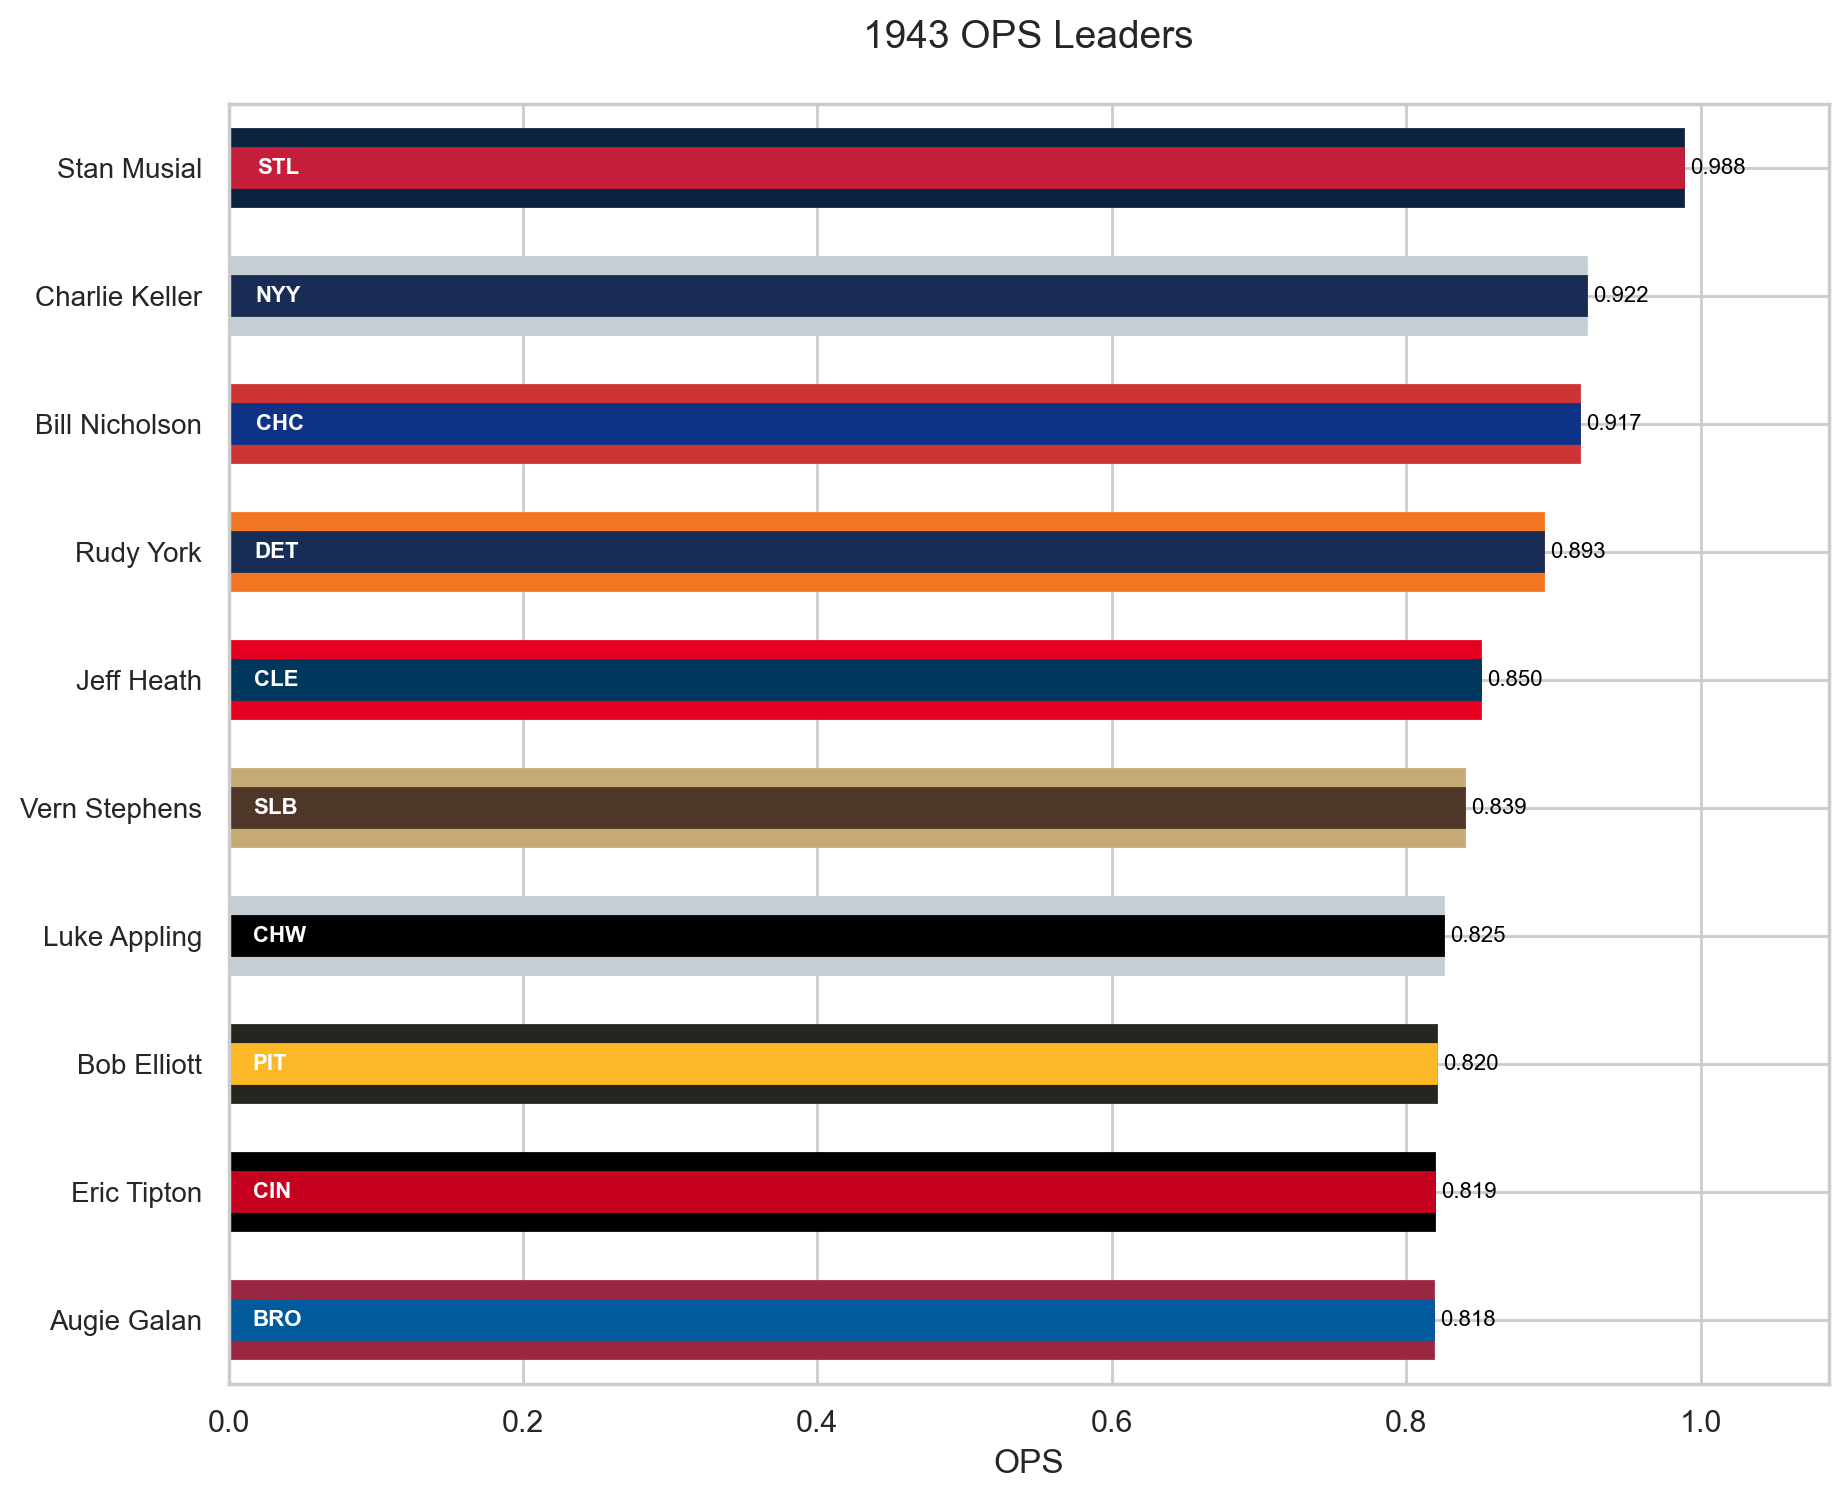 1943 OPS Leaders
Stan Musial STL 0.988
Charlie Keller NYY 0.922
Bill Nicholson CHC 0.917
Rudy York DET 0.893
Jeff Heath CLE 0.850
Vern Stephens SLB 0.839
Luke Appling CHW 0.825
Bob Elliott PIT 0.820
Eric Tipton CIN 0.819
Augie Galan BRO 0.818
0.0 0.2 0.4 0.6 0.8 1.0
OPS